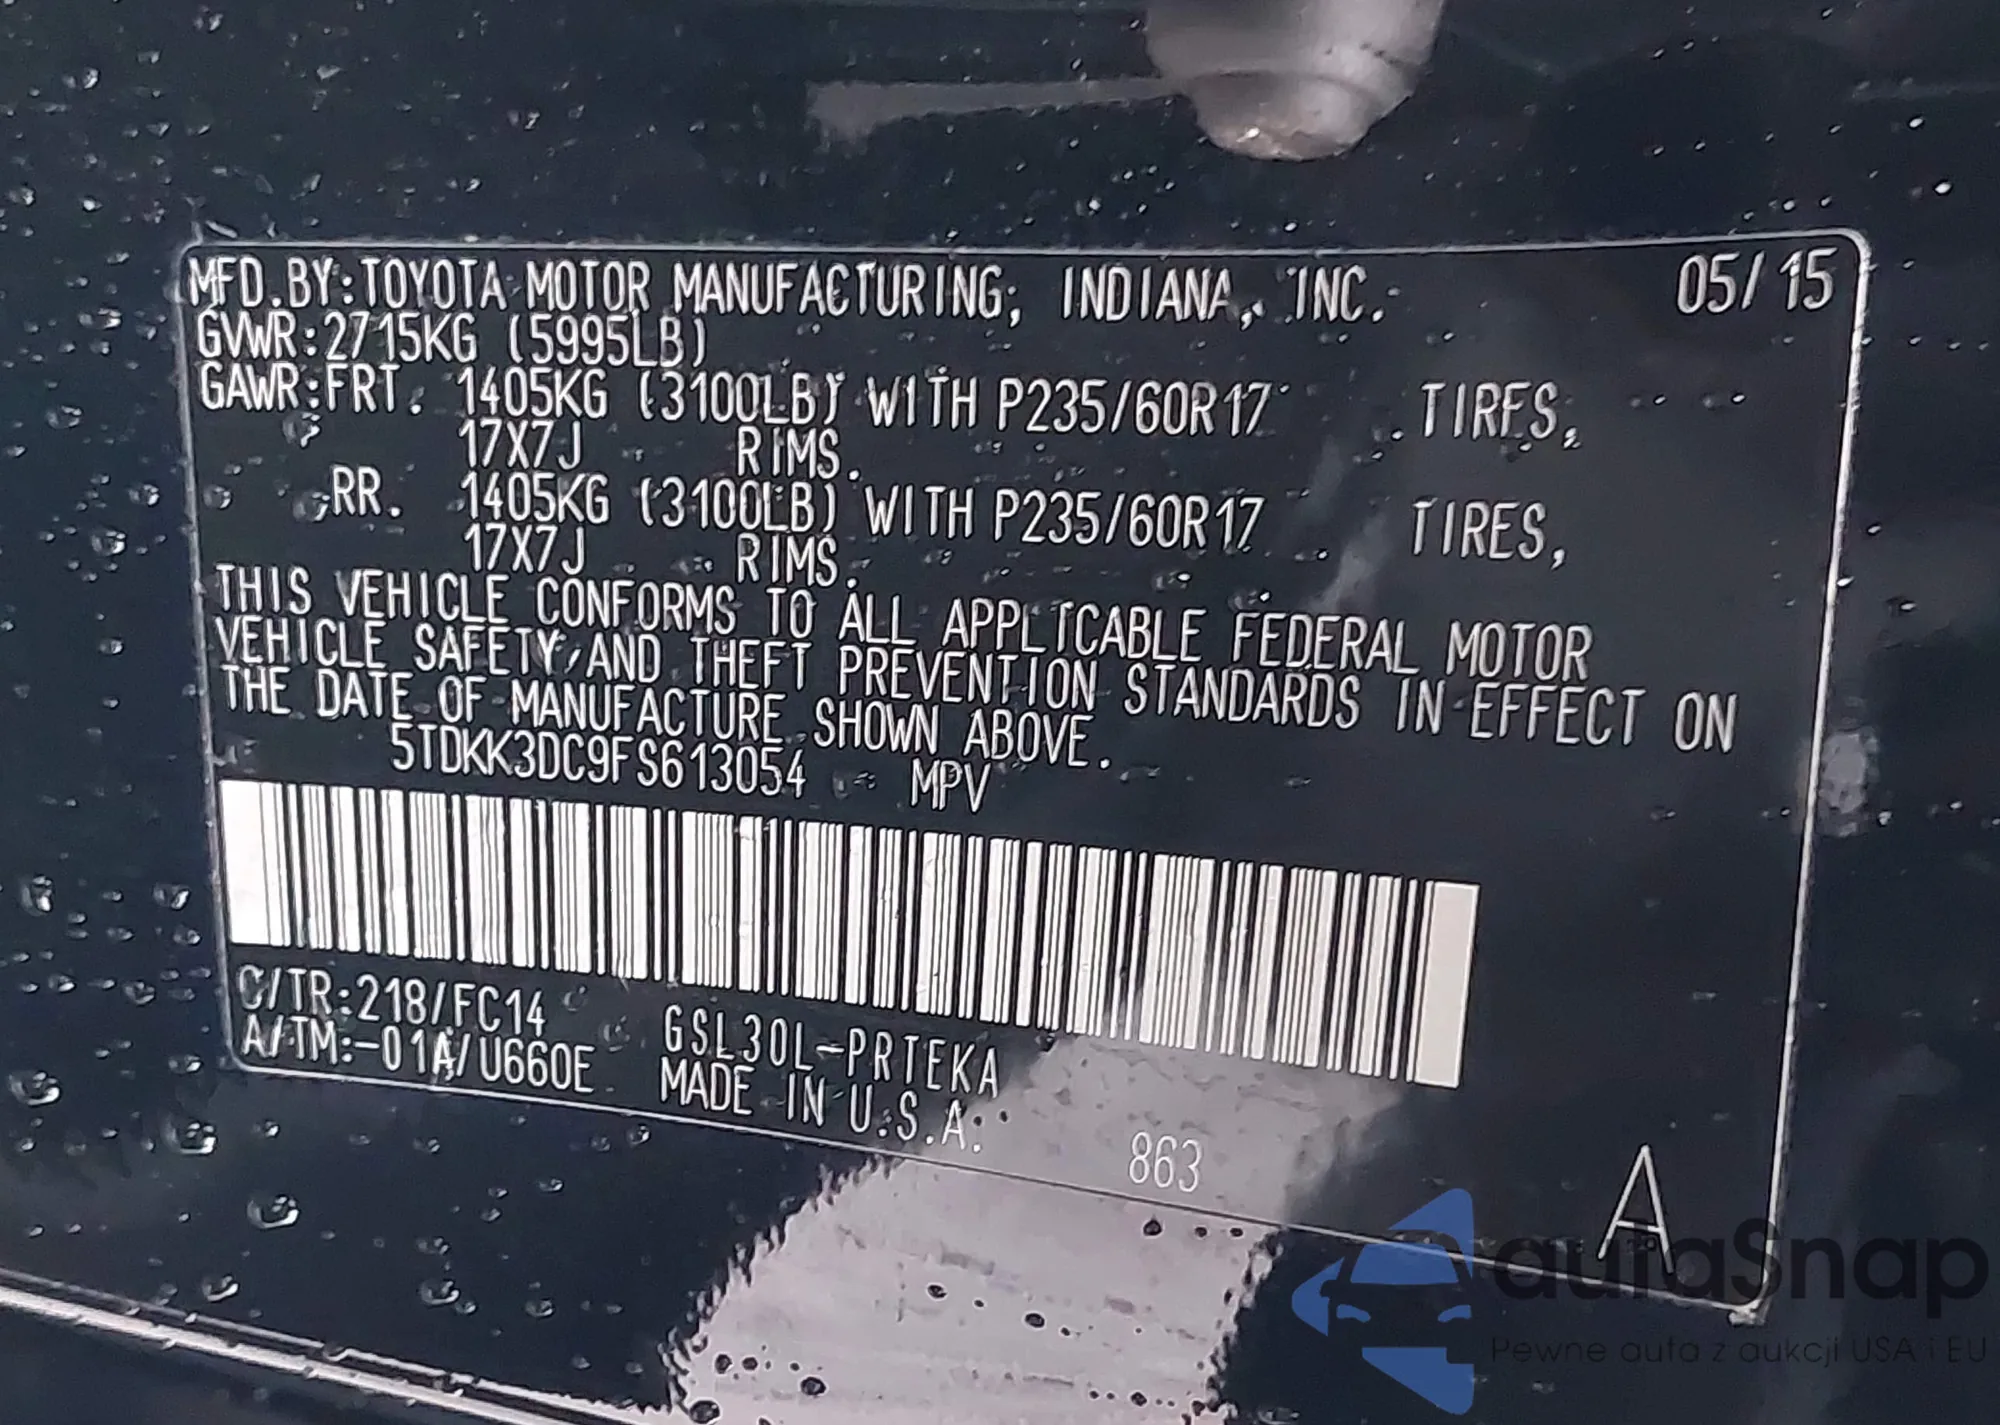 MFD.BY:TOYOTA MOTOR MANUFACTURING, INDIANA, INC. 05/15
GVWR:2715KG (5995LB)
GAWR:FRT. 1405KG (3100LB) WITH P235/60R17 TIRES,
17X7J RIMS.
RR. 1405KG (3100LB) WITH P235/60R17 TIRES,
17X7J RIMS.
THIS VEHICLE CONFORMS TO ALL APPLICABLE FEDERAL MOTOR
VEHICLE SAFETY AND THEFT PREVENTION STANDARDS IN EFFECT ON
THE DATE OF MANUFACTURE SHOWN ABOVE.
5TDKK3DC9FS613054 MPV
C/TR:218/FC14 GSL30L-PRTEKA
A/TM:-01A/U660E MADE IN U.S.A.
863
A
autaSnap
Pewne auta z aukcji USA i EU